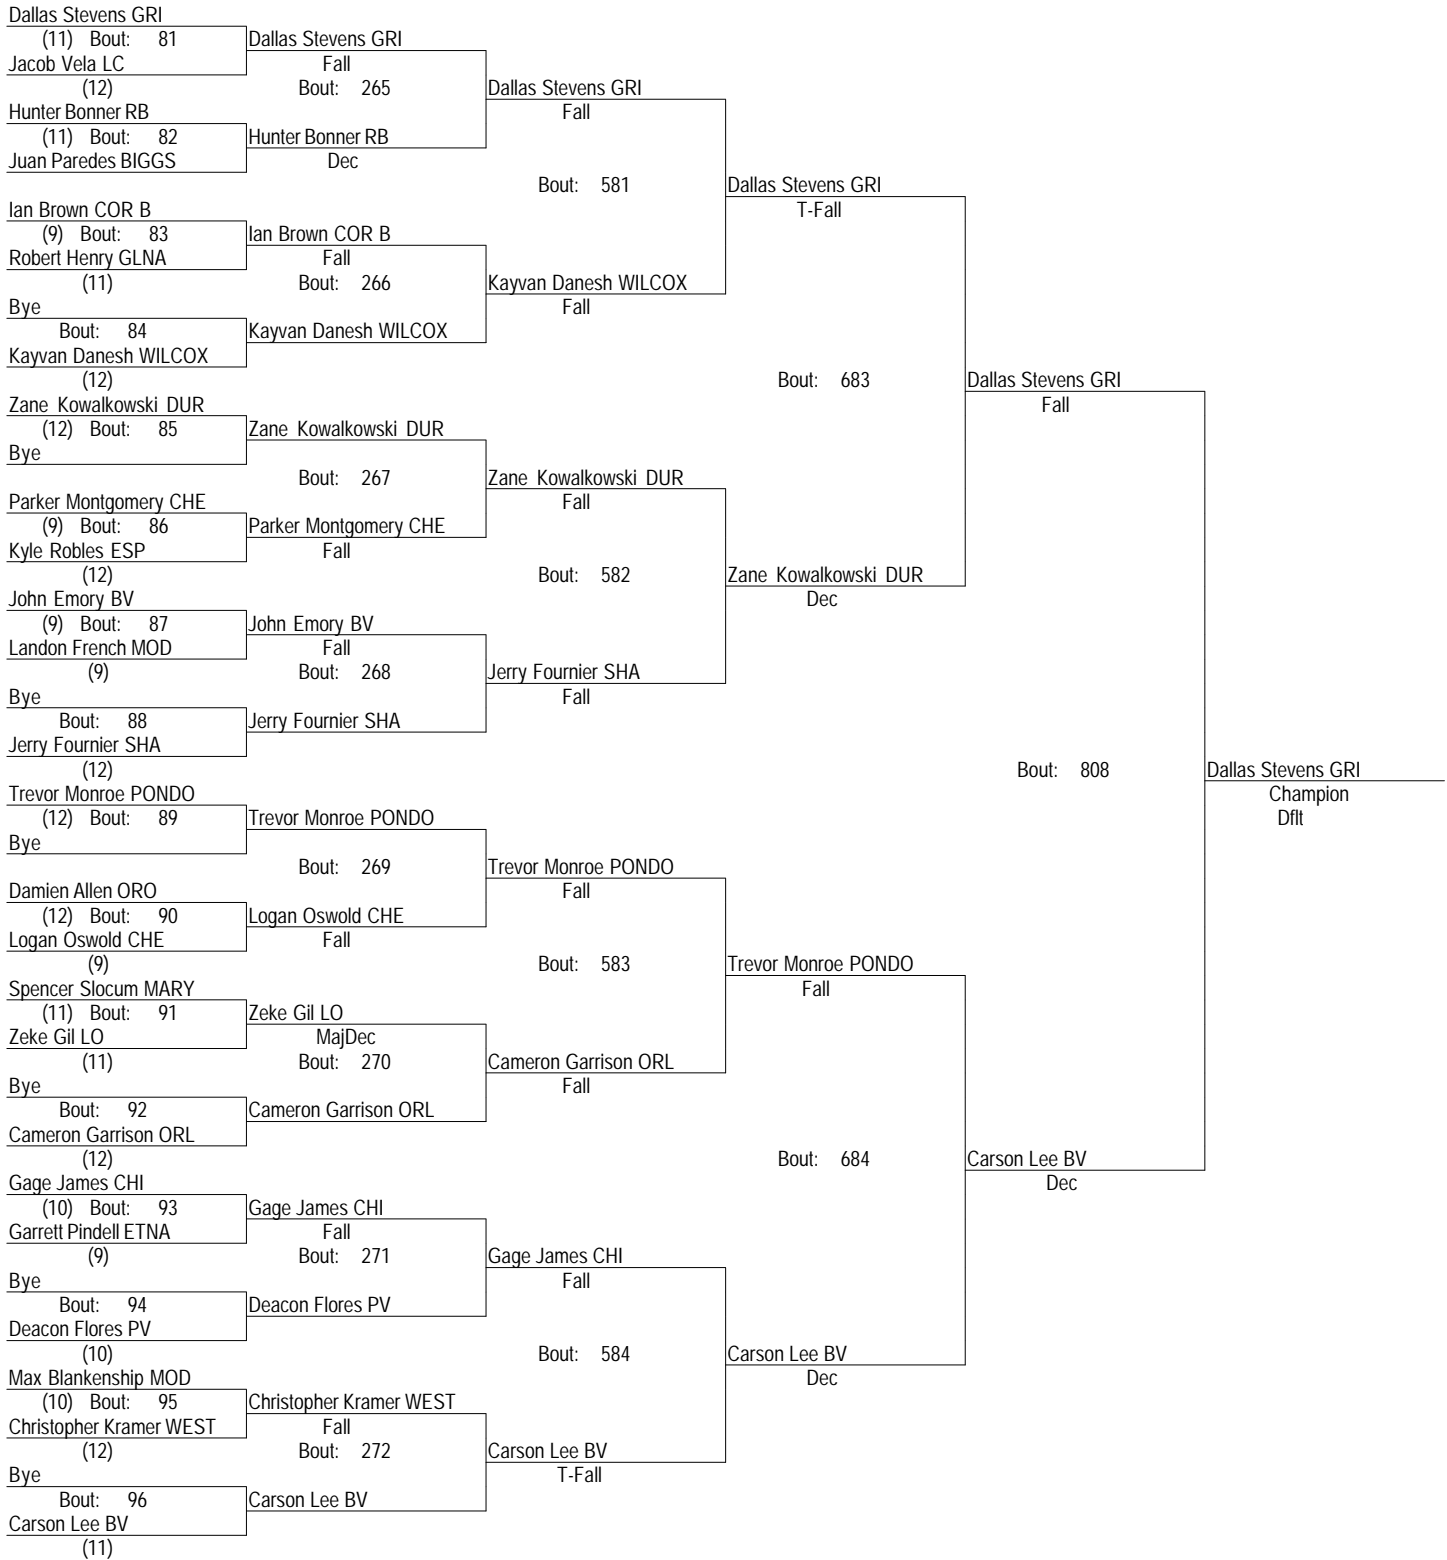 Dallas Stevens GRI
(11) Bout: 81
Jacob Vela LC
(12)
Hunter Bonner RB
(11) Bout: 82
Juan Paredes BIGGS
Ian Brown COR B
(9) Bout: 83
Robert Henry GLNA
(11)
Bye
Bout: 84
Kayvan Danesh WILCOX
(12)
Zane Kowalkowski DUR
(12) Bout: 85
Bye
Parker Montgomery CHE
(9) Bout: 86
Kyle Robles ESP
(12)
John Emory BV
(9) Bout: 87
Landon French MOD
(9)
Bye
Bout: 88
Jerry Fournier SHA
(12)
Trevor Monroe PONDO
(12) Bout: 89
Bye
Damien Allen ORO
(12) Bout: 90
Logan Oswold CHE
(9)
Spencer Slocum MARY
(11) Bout: 91
Zeke Gil LO
(11)
Bye
Bout: 92
Cameron Garrison ORL
(12)
Gage James CHI
(10) Bout: 93
Garrett Pindell ETNA
(9)
Bye
Bout: 94
Deacon Flores PV
(10)
Max Blankenship MOD
(10) Bout: 95
Christopher Kramer WEST
(12)
Bye
Bout: 96
Carson Lee BV
(11)
Dallas Stevens GRI
Fall
Bout: 265
Hunter Bonner RB
Dec
Ian Brown COR B
Fall
Bout: 266
Kayvan Danesh WILCOX
Zane Kowalkowski DUR
Bout: 267
Parker Montgomery CHE
Fall
John Emory BV
Fall
Bout: 268
Jerry Fournier SHA
Trevor Monroe PONDO
Bout: 269
Logan Oswold CHE
Fall
Zeke Gil LO
MajDec
Bout: 270
Cameron Garrison ORL
Gage James CHI
Fall
Bout: 271
Deacon Flores PV
Christopher Kramer WEST
Fall
Bout: 272
Carson Lee BV
Dallas Stevens GRI
Fall
Bout: 581
Kayvan Danesh WILCOX
Fall
Zane Kowalkowski DUR
Fall
Bout: 582
Jerry Fournier SHA
Fall
Trevor Monroe PONDO
Fall
Bout: 583
Cameron Garrison ORL
Fall
Gage James CHI
Fall
Bout: 584
Carson Lee BV
T-Fall
Dallas Stevens GRI
T-Fall
Bout: 683
Zane Kowalkowski DUR
Dec
Trevor Monroe PONDO
Fall
Bout: 684
Carson Lee BV
Dec
Dallas Stevens GRI
Fall
Bout: 808
Carson Lee BV
Dec
Dallas Stevens GRI
Champion
Dflt